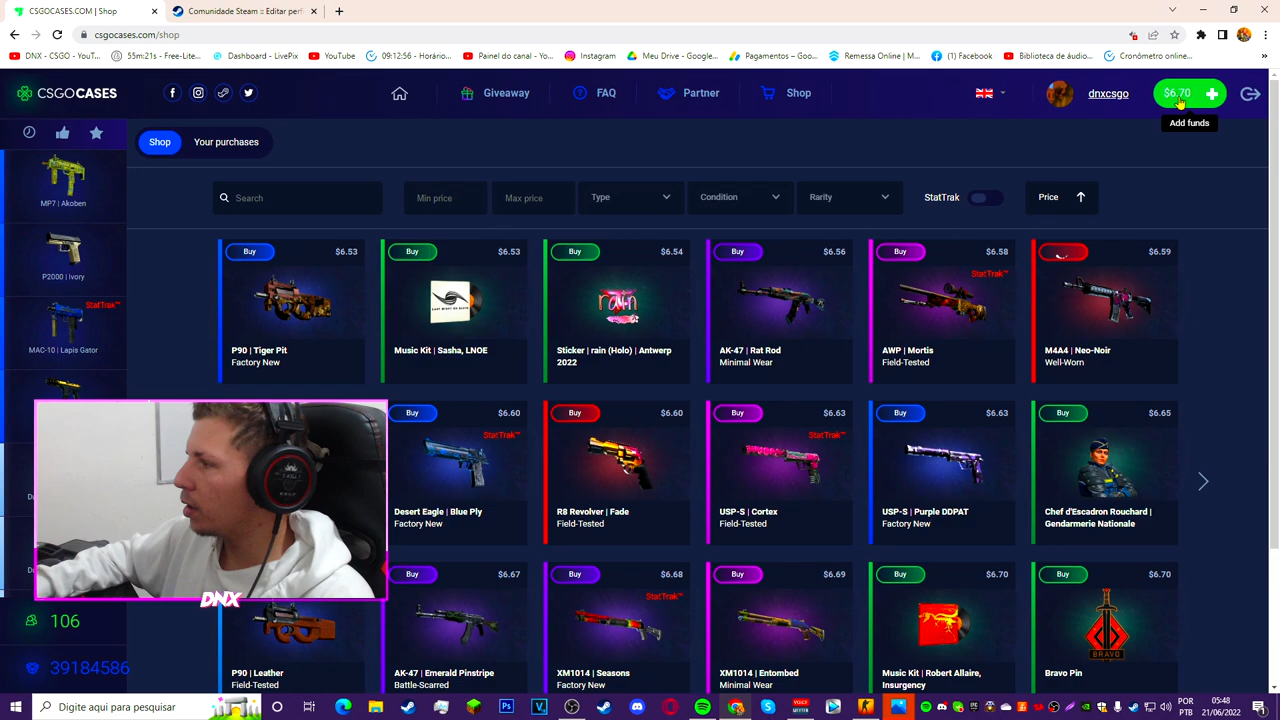 CSGOCASES.com | Shop
Comunidade Steam :: Editar perf
csgocases.com/shop
DNX - CSGO - YouT...
55m:21s - Free-Lite...
Dashboard - LivePix
YouTube
09:12:56 - Horário...
Painel do canal - Yo...
Instagram
Meu Drive - Google...
Pagamentos – Goo...
Remessa Online | M...
(1) Facebook
Biblioteca de áudio...
Cronómetro online...
CSGOCASES
Giveaway
FAQ
Partner
Shop
dnxcsgo
$6.70
Add funds
Shop
Your purchases
Search
Min price
Max price
Type
Condition
Rarity
StatTrak
Price
MP7 | Akoben
P2000 | Ivory
StatTrak™
MAC-10 | Lapis Gator
Buy
$6.53
P90 | Tiger Pit
Factory New
Buy
$6.53
Music Kit | Sasha, LNOE
Buy
$6.54
Sticker | rain (Holo) | Antwerp
2022
Buy
$6.56
AK-47 | Rat Rod
Minimal Wear
Buy
$6.58
StatTrak™
AWP | Mortis
Field-Tested
$6.59
M4A4 | Neo-Noir
Well-Worn
Buy
$6.60
StatTrak™
Desert Eagle | Blue Ply
Factory New
Buy
$6.60
R8 Revolver | Fade
Field-Tested
Buy
$6.63
StatTrak™
USP-S | Cortex
Field-Tested
Buy
$6.63
USP-S | Purple DDPAT
Factory New
Buy
$6.65
Chef d'Escadron Rouchard |
Gendarmerie Nationale
DNX
P90 | Leather
Field-Tested
Buy
$6.67
AK-47 | Emerald Pinstripe
Battle-Scarred
Buy
$6.68
StatTrak™
XM1014 | Seasons
Factory New
Buy
$6.69
XM1014 | Entombed
Minimal Wear
Buy
$6.70
Music Kit | Robert Allaire,
Insurgency
Buy
$6.70
BRAVO
Bravo Pin
106
39184586
Digite aqui para pesquisar
POR
PTB
05:48
21/06/2022